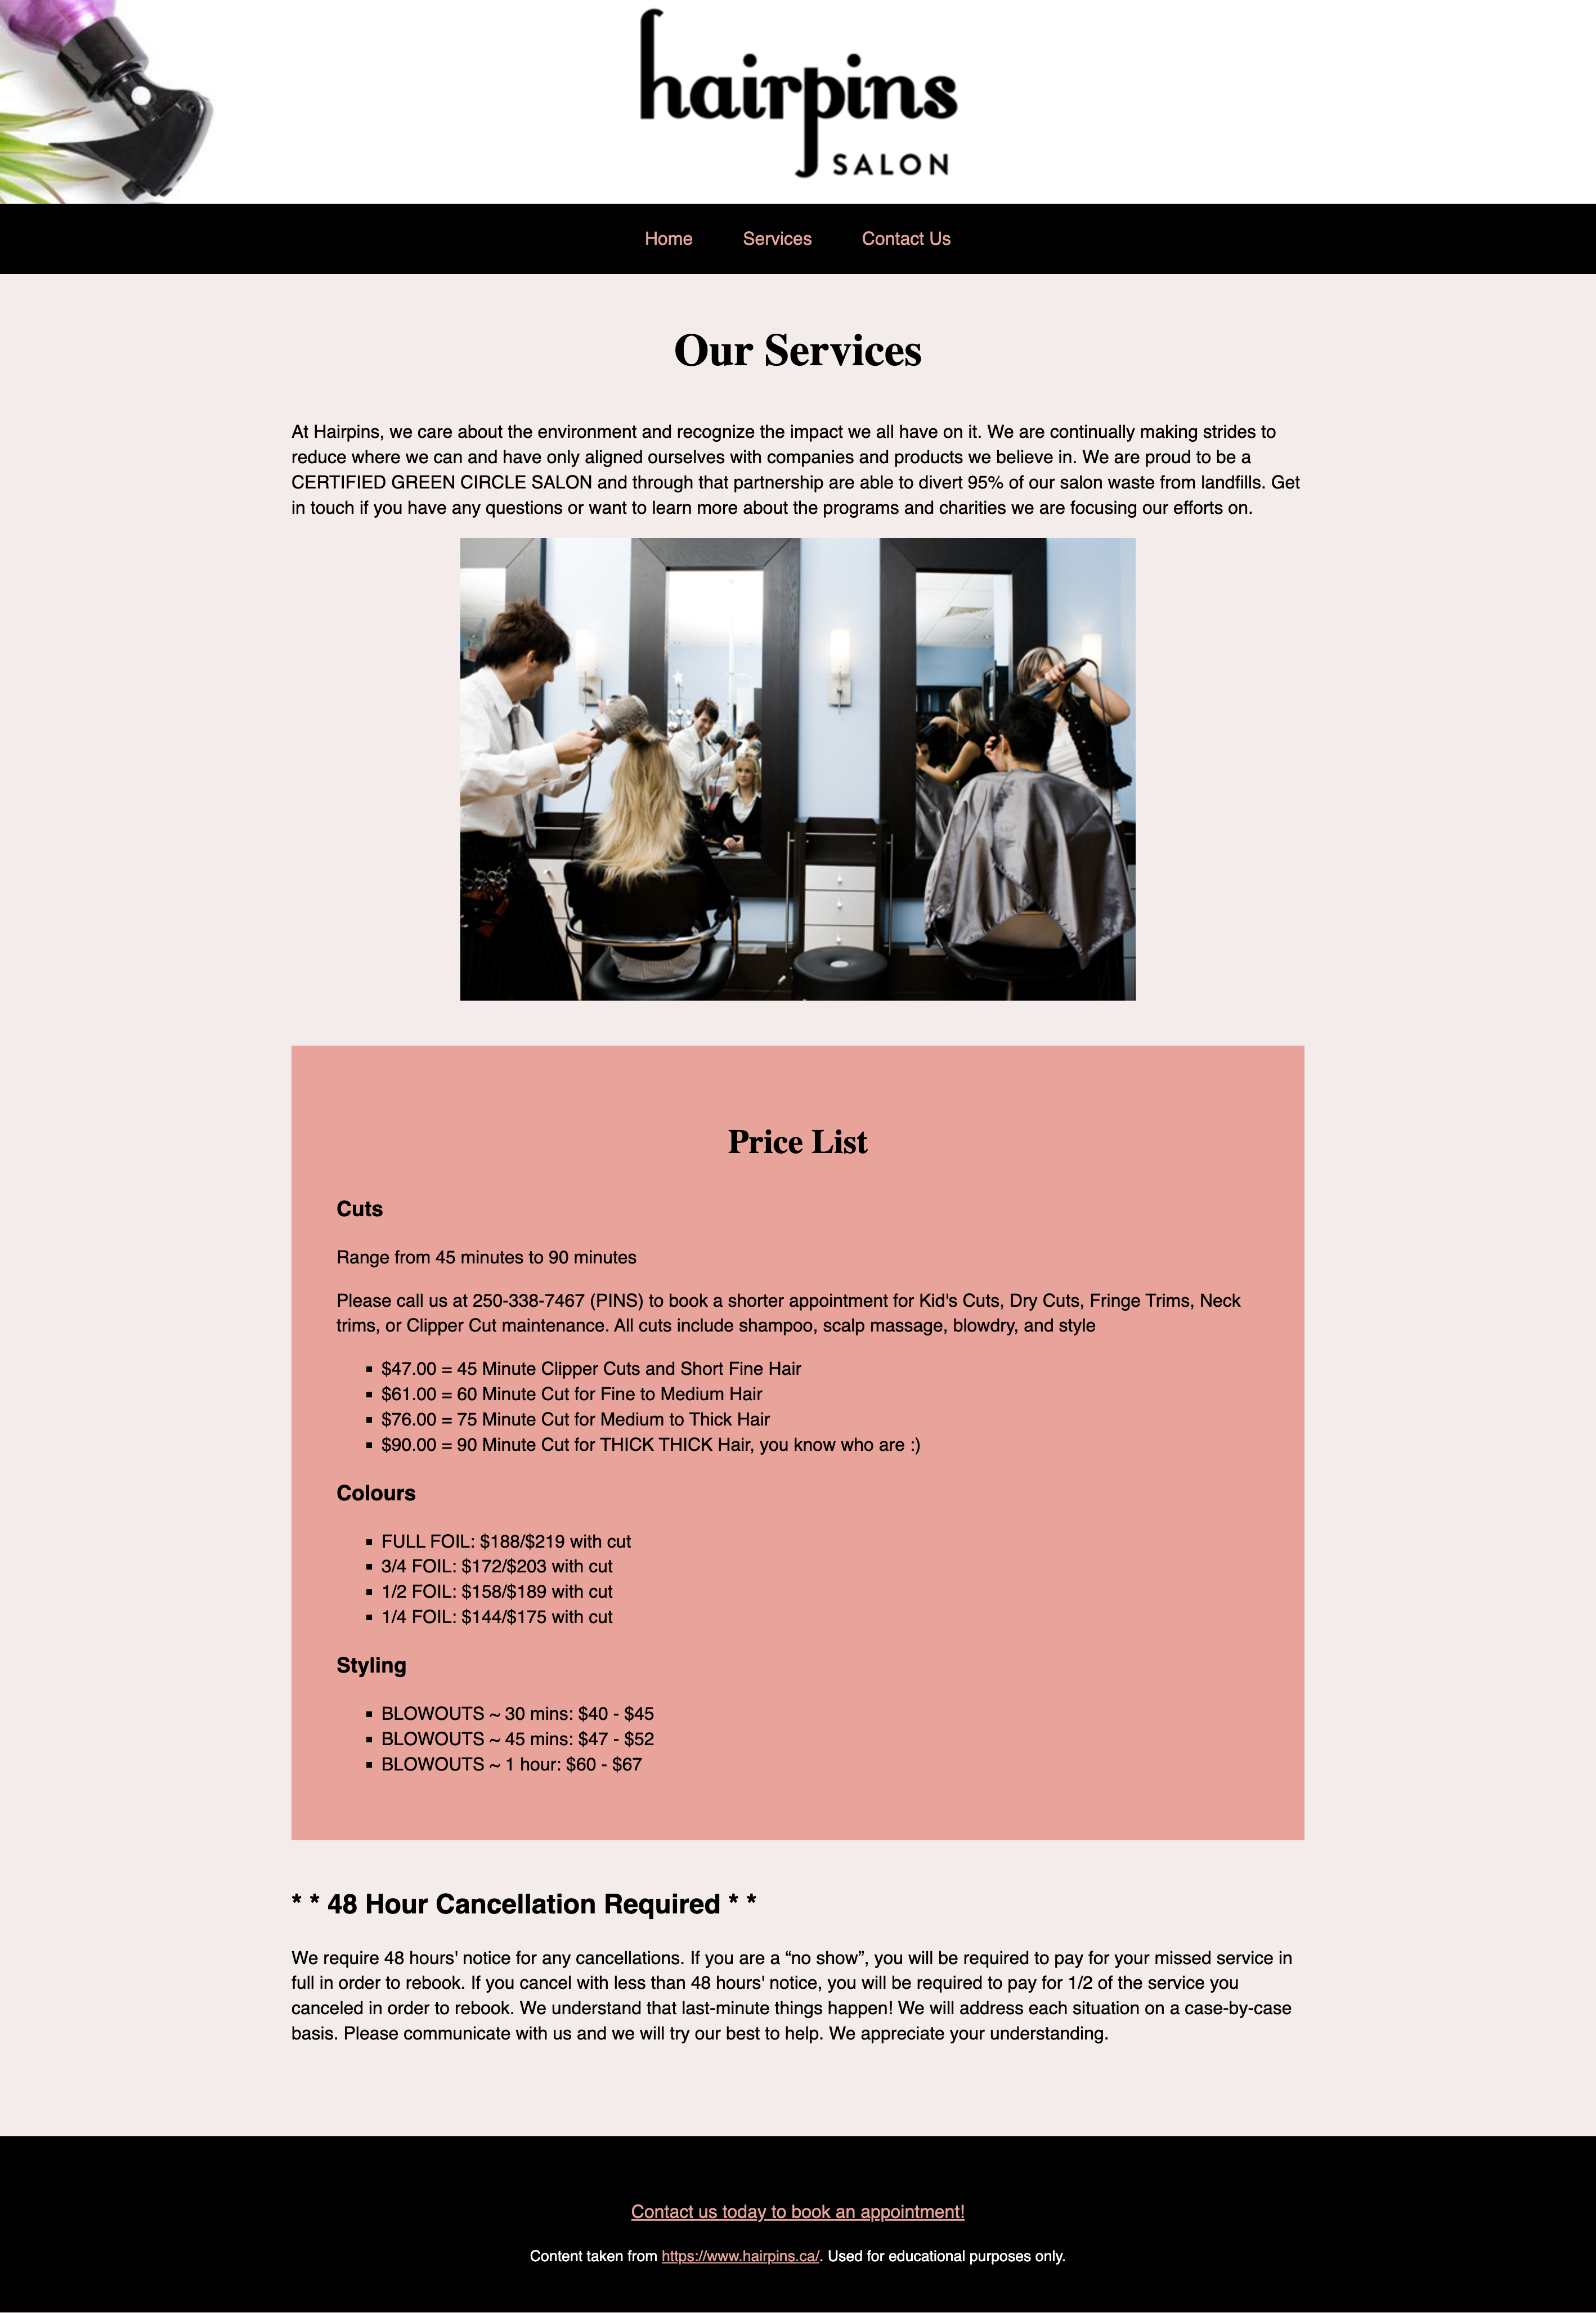 hairpins
SALON
Home Services Contact Us
Our Services
At Hairpins, we care about the environment and recognize the impact we all have on it. We are continually making strides to
reduce where we can and have only aligned ourselves with companies and products we believe in. We are proud to be a
CERTIFIED GREEN CIRCLE SALON and through that partnership are able to divert 95% of our salon waste from landfills. Get
in touch if you have any questions or want to learn more about the programs and charities we are focusing our efforts on.
Price List
Cuts
Range from 45 minutes to 90 minutes
Please call us at 250-338-7467 (PINS) to book a shorter appointment for Kid's Cuts, Dry Cuts, Fringe Trims, Neck
trims, or Clipper Cut maintenance. All cuts include shampoo, scalp massage, blowdry, and style
▪ $47.00 = 45 Minute Clipper Cuts and Short Fine Hair
▪ $61.00 = 60 Minute Cut for Fine to Medium Hair
▪ $76.00 = 75 Minute Cut for Medium to Thick Hair
▪ $90.00 = 90 Minute Cut for THICK THICK Hair, you know who are :)
Colours
▪ FULL FOIL: $188/$219 with cut
▪ 3/4 FOIL: $172/$203 with cut
▪ 1/2 FOIL: $158/$189 with cut
▪ 1/4 FOIL: $144/$175 with cut
Styling
▪ BLOWOUTS ~ 30 mins: $40 - $45
▪ BLOWOUTS ~ 45 mins: $47 - $52
▪ BLOWOUTS ~ 1 hour: $60 - $67
* * 48 Hour Cancellation Required * *
We require 48 hours' notice for any cancellations. If you are a “no show”, you will be required to pay for your missed service in
full in order to rebook. If you cancel with less than 48 hours' notice, you will be required to pay for 1/2 of the service you
canceled in order to rebook. We understand that last-minute things happen! We will address each situation on a case-by-case
basis. Please communicate with us and we will try our best to help. We appreciate your understanding.
Contact us today to book an appointment!
Content taken from https://www.hairpins.ca/. Used for educational purposes only.